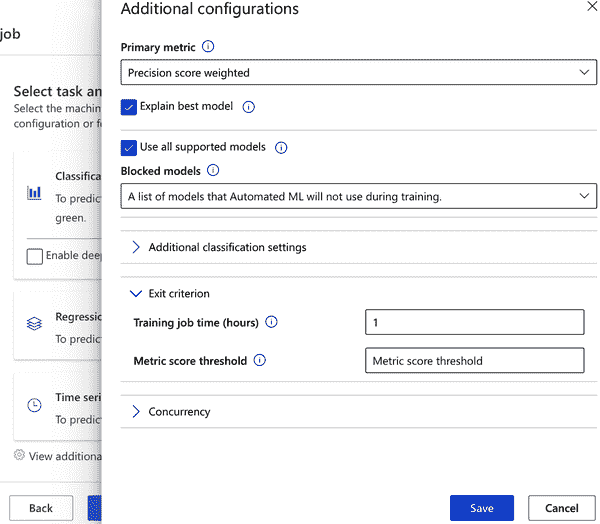 Additional configurations
job
Primary metric
Precision score weighted
Select task an
Select the machin
configuration or f
Explain best model
Use all supported models
Blocked models
A list of models that Automated ML will not use during training.
Classifica
To predic
green.
Enable deep
Additional classification settings
Exit criterion
Training job time (hours)
1
Metric score threshold
Metric score threshold
Regressio
To predic
Time seri
To predic
Concurrency
View additiona
Back
Save
Cancel